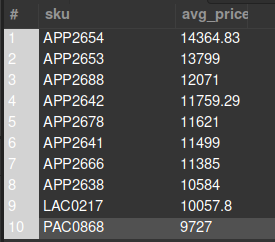 # sku avg_price
1 APP2654 14364.83
2 APP2653 13799
3 APP2688 12071
4 APP2642 11759.29
5 APP2678 11621
6 APP2641 11499
7 APP2666 11385
8 APP2638 10584
9 LAC0217 10057.8
10 PAC0868 9727